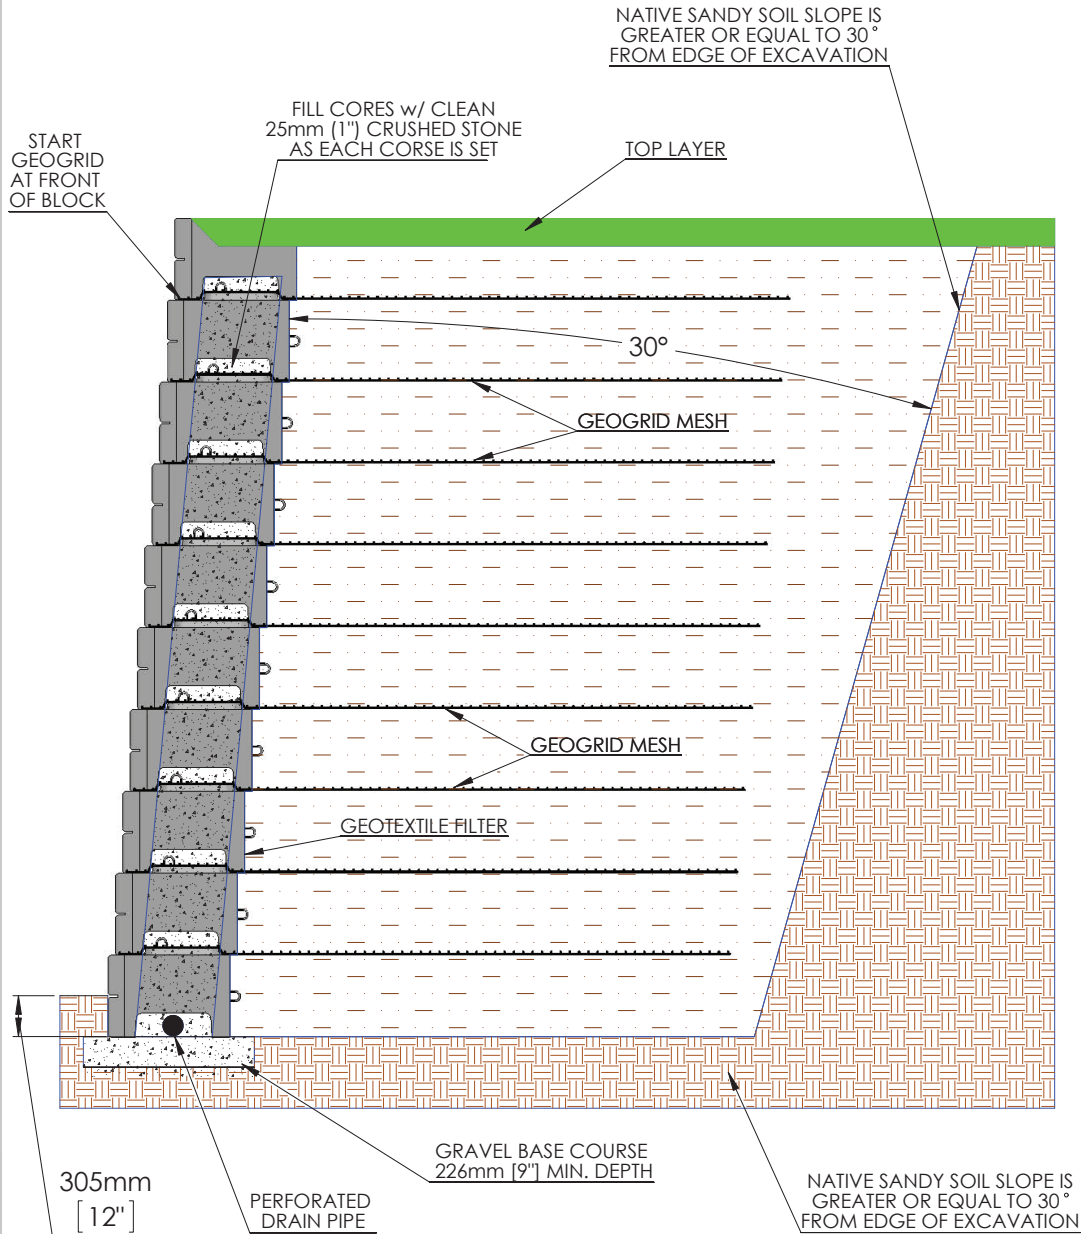 NATIVE SANDY SOIL SLOPE IS
GREATER OR EQUAL TO 30°
FROM EDGE OF EXCAVATION
FILL CORES w/ CLEAN
25mm (1") CRUSHED STONE
AS EACH CORSE IS SET
START
GEOGRID
AT FRONT
OF BLOCK
TOP LAYER
30°
GEOGRID MESH
GEOGRID MESH
GEOTEXTILE FILTER
GRAVEL BASE COURSE
226mm [9"] MIN. DEPTH
305mm
[12"]
PERFORATED
DRAIN PIPE
NATIVE SANDY SOIL SLOPE IS
GREATER OR EQUAL TO 30°
FROM EDGE OF EXCAVATION